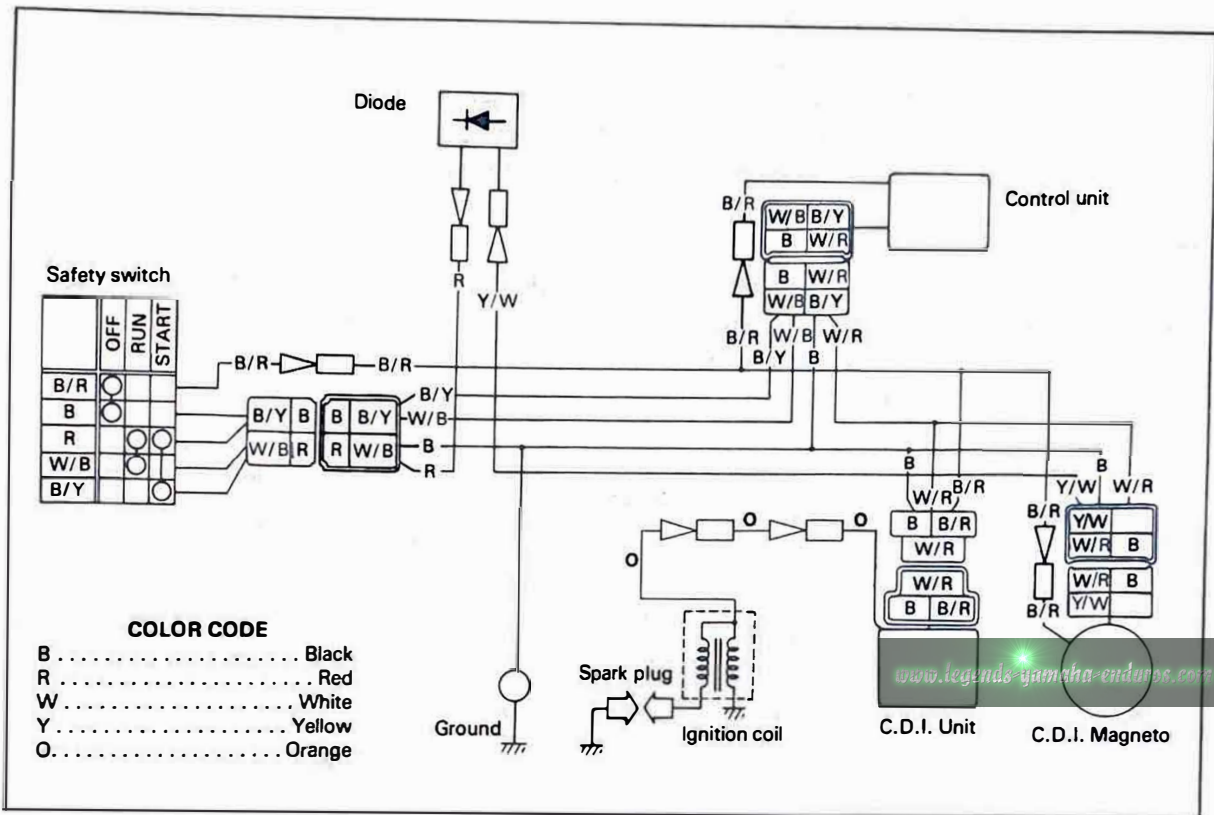 Diode
Control unit
B/R
W/B B/Y
B W/R
B W/R
W/B B/Y
R
Y/W
Safety switch
OFF RUN START
B/R
B
R
W/B
B/Y
B/R B/R
B/R
B/Y
W/B
B
W/R
B/Y B
W/B R
B B/Y
R W/B
B/Y
W/B
B
R
B
W/R
B/R
Y/W
B
W/R
B/R
B B/R
W/R
W/R
B B/R
Y/W
W/R B
W/R B
Y/W
B/R
O O
O
COLOR CODE
B . . . . . . . . . . . . . . . . . . . . . . Black
R . . . . . . . . . . . . . . . . . . . . . . . Red
W . . . . . . . . . . . . . . . . . . . . . White
Y . . . . . . . . . . . . . . . . . . . . . Yellow
O. . . . . . . . . . . . . . . . . . . . Orange
Ground
Spark plug
Ignition coil
C.D.I. Unit
C.D.I. Magneto
www.legends-yamaha-enduros.com